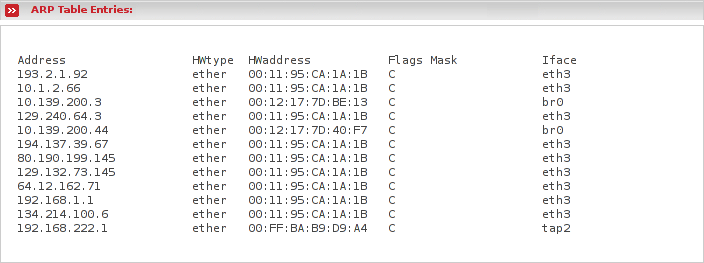 ARP Table Entries:
Address HWtype HWaddress Flags Mask Iface
193.2.1.92 ether 00:11:95:CA:1A:1B C eth3
10.1.2.66 ether 00:11:95:CA:1A:1B C eth3
10.139.200.3 ether 00:12:17:7D:BE:13 C br0
129.240.64.3 ether 00:11:95:CA:1A:1B C eth3
10.139.200.44 ether 00:12:17:7D:40:F7 C br0
194.137.39.67 ether 00:11:95:CA:1A:1B C eth3
80.190.199.145 ether 00:11:95:CA:1A:1B C eth3
129.132.73.145 ether 00:11:95:CA:1A:1B C eth3
64.12.162.71 ether 00:11:95:CA:1A:1B C eth3
192.168.1.1 ether 00:11:95:CA:1A:1B C eth3
134.214.100.6 ether 00:11:95:CA:1A:1B C eth3
192.168.222.1 ether 00:FF:BA:B9:D9:A4 C tap2